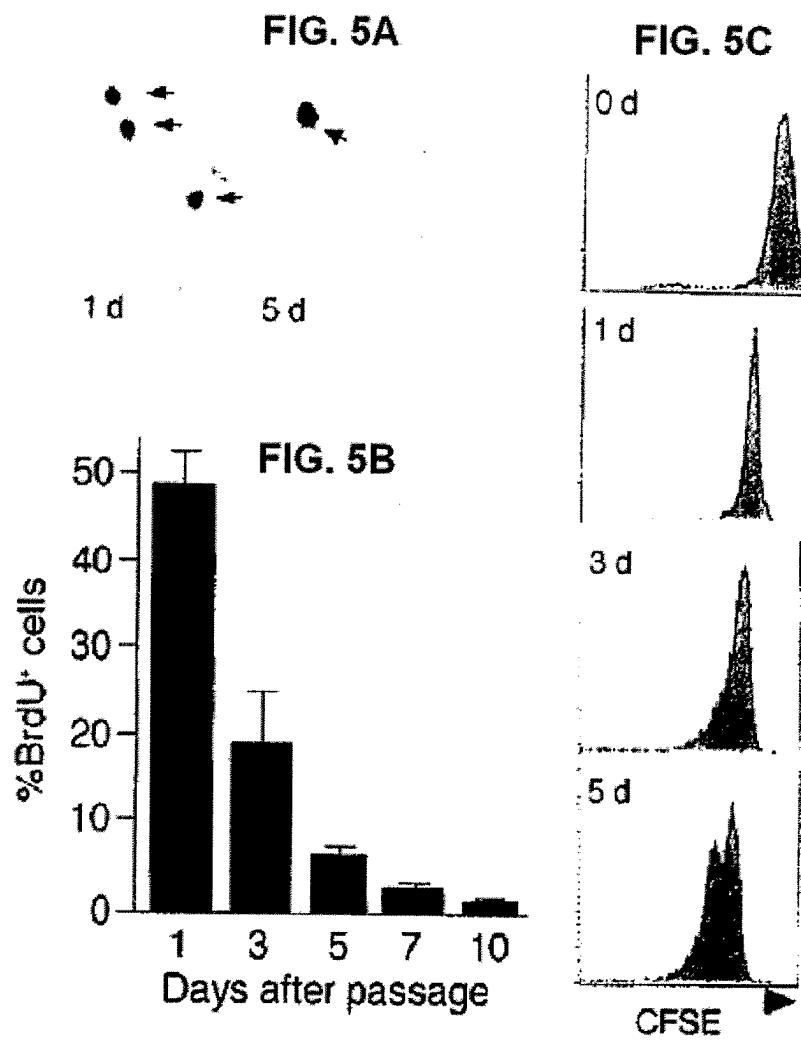 FIG. 5A
1 d
5 d
FIG. 5B
%BrdU⁺ cells
50
40
30
20
10
0
1 3 5 7 10
Days after passage
FIG. 5C
0 d
1 d
3 d
5 d
CFSE